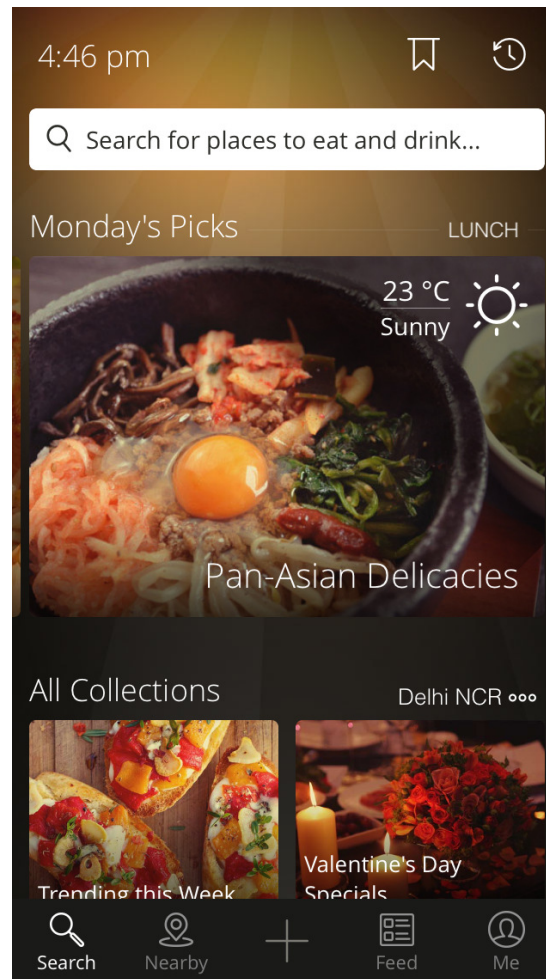 4:46 pm
Search for places to eat and drink...
Monday's Picks
LUNCH
23 °C
Sunny
Pan-Asian Delicacies
All Collections
Delhi NCR
Trending this Week
Valentine's Day
Specials
Search
Nearby
Feed
Me